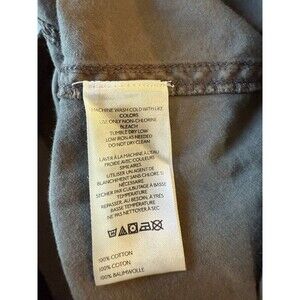 MACHINE WASH COLD WITH LIKE
COLORS
USE ONLY NON-CHLORINE
BLEACH
TUMBLE DRY LOW
LOW IRON AS NEEDED
DO NOT DRY CLEAN
LAVER À LA MACHINE À L'EAU
FROIDE AVEC COULEURS
SIMILAIRES
UTILISER UN AGENT DE
BLANCHIMENT SANS CHLORE SI
NÉCESSAIRE
SÉCHER PAR CULBUTAGE À BASSE
TEMPÉRATURE
REPASSER, AU BESOIN, À TRÈS
BASSE TEMPÉRATURE
NE PAS NETTOYER À SEC
100% COTTON
100% COTON
100% BAUMWOLLE